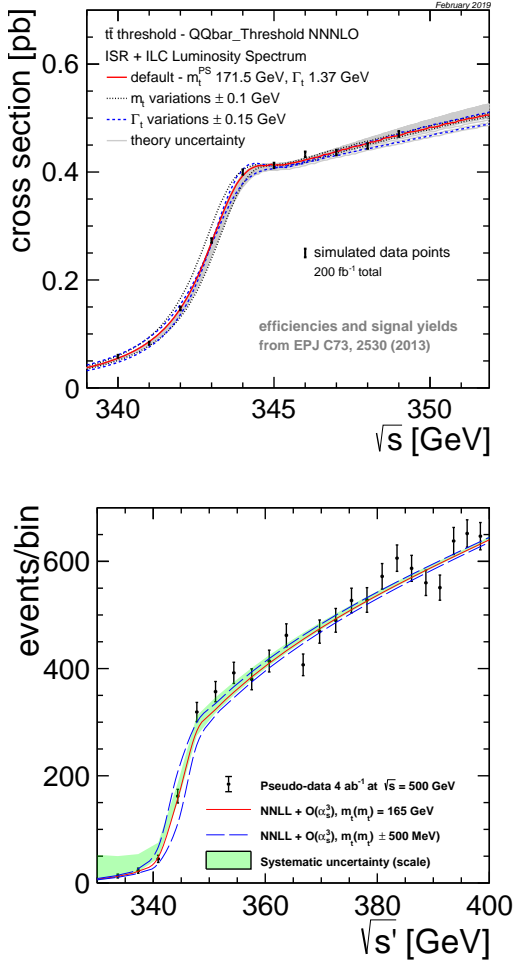 February 2019
tt̄ threshold - QQbar_Threshold NNNLO
ISR + ILC Luminosity Spectrum
default - m_t^PS 171.5 GeV, Γ_t 1.37 GeV
m_t variations ± 0.1 GeV
Γ_t variations ± 0.15 GeV
theory uncertainty
simulated data points
200 fb⁻¹ total
efficiencies and signal yields
from EPJ C73, 2530 (2013)
cross section [pb]
0.6
0.4
0.2
0
340 345 350
√s [GeV]
events/bin
600
400
200
0
Pseudo-data 4 ab⁻¹ at √s = 500 GeV
NNLL + O(α_s^3), m_t(m_t) = 165 GeV
NNLL + O(α_s^3), m_t(m_t) ± 500 MeV)
Systematic uncertainty (scale)
340 360 380 400
√s' [GeV]